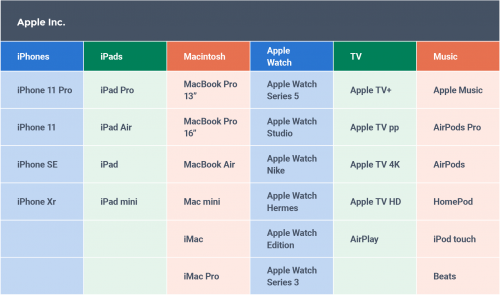 Apple Inc.
iPhones
iPads
Macintosh
Apple
Watch
TV
Music
iPhone 11 Pro
iPad Pro
MacBook Pro
13"
Apple Watch
Series 5
Apple TV+
Apple Music
iPhone 11
iPad Air
MacBook Pro
16"
Apple Watch
Studio
Apple TV pp
AirPods Pro
iPhone SE
iPad
MacBook Air
Apple Watch
Nike
Apple TV 4K
AirPods
iPhone Xr
iPad mini
Mac mini
Apple Watch
Hermes
Apple TV HD
HomePod
iMac
Apple Watch
Edition
AirPlay
iPod touch
iMac Pro
Apple Watch
Series 3
Beats